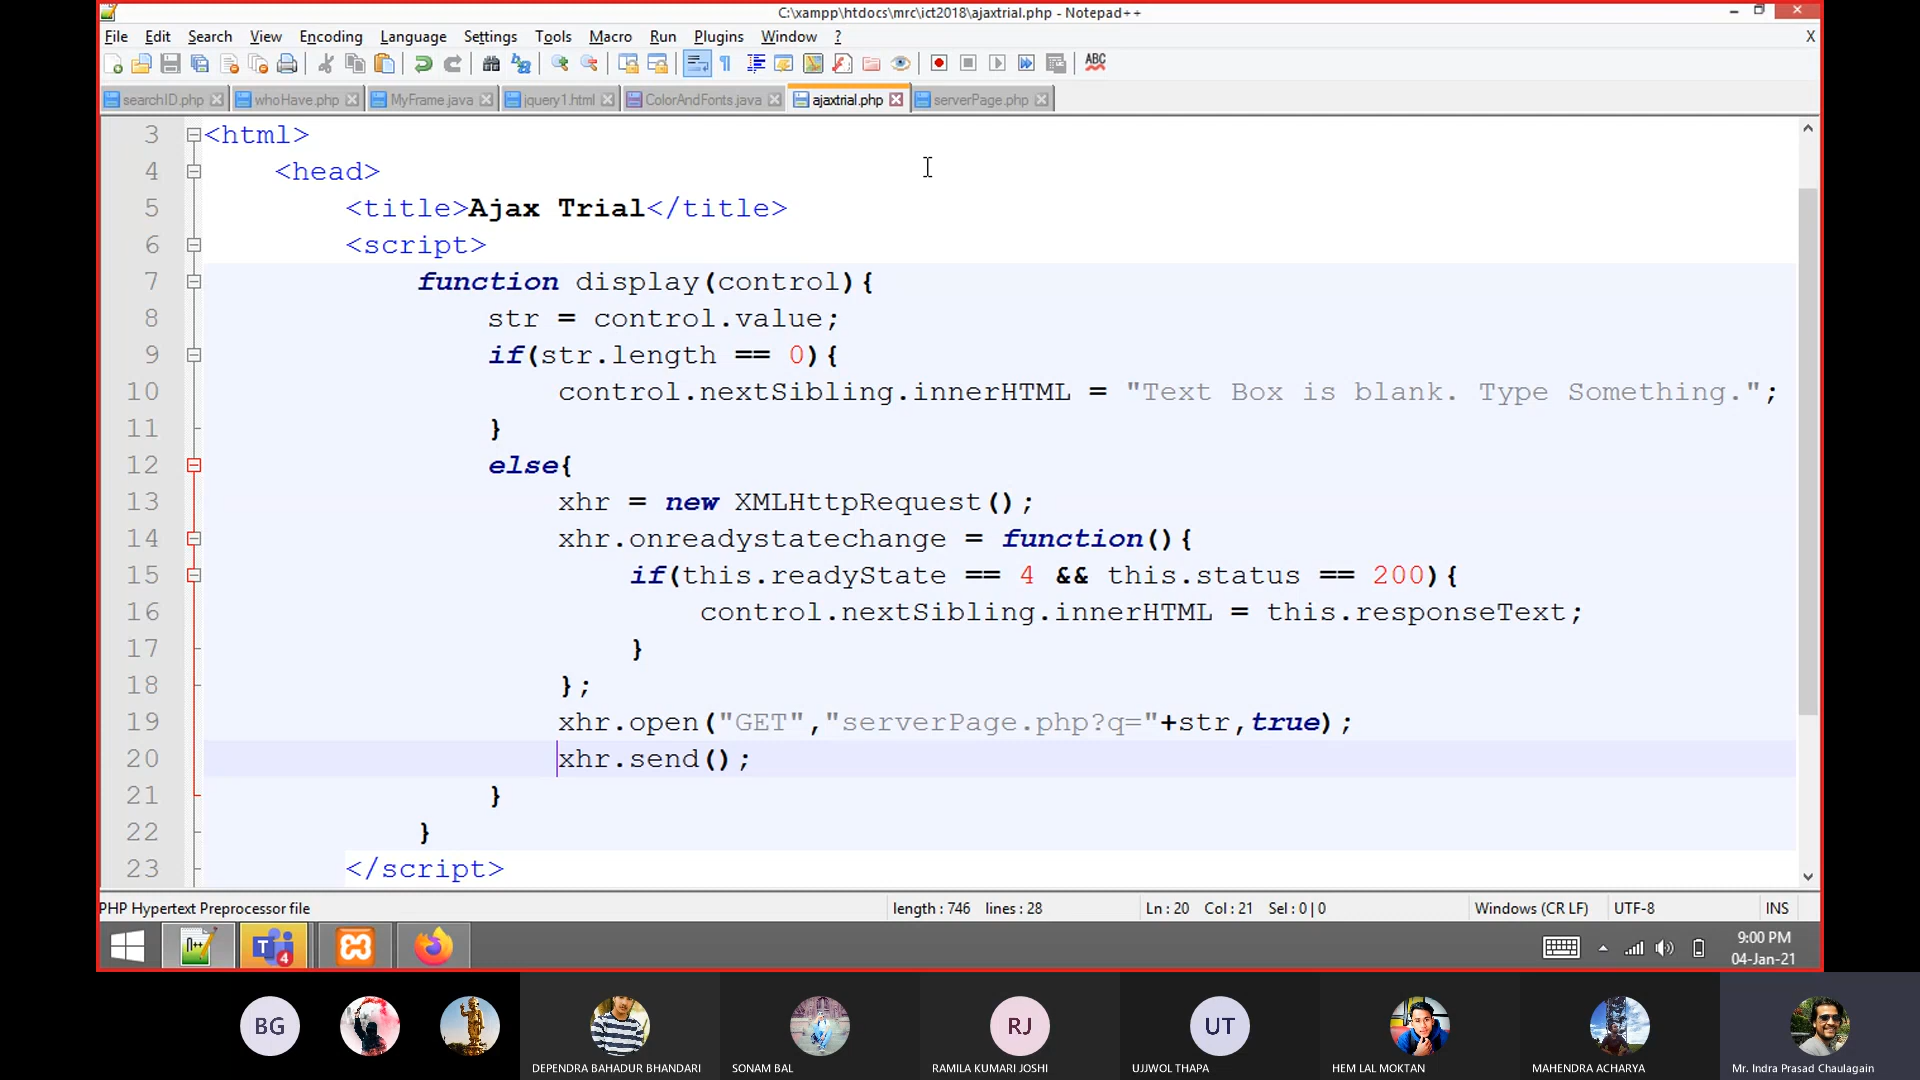 C:\xampp\htdocs\mrc\ict2018\ajaxtrial.php - Notepad++
File Edit Search View Encoding Language Settings Tools Macro Run Plugins Window ? X
ABC
searchID.php whoHave.php MyFrame.java jquery1.html ColorAndFonts.java ajaxtrial.php serverPage.php
3 <html>
4 <head>
5 <title>Ajax Trial</title>
6 <script>
7 function display(control){
8 str = control.value;
9 if(str.length == 0){
10 control.nextSibling.innerHTML = "Text Box is blank. Type Something.";
11 }
12 else{
13 xhr = new XMLHttpRequest();
14 xhr.onreadystatechange = function(){
15 if(this.readyState == 4 && this.status == 200){
16 control.nextSibling.innerHTML = this.responseText;
17 }
18 };
19 xhr.open("GET","serverPage.php?q="+str,true);
20 xhr.send();
21 }
22 }
23 </script>
PHP Hypertext Preprocessor file length : 746 lines : 28 Ln : 20 Col : 21 Sel : 0 | 0 Windows (CR LF) UTF-8 INS
T 4
9:00 PM
04-Jan-21
BG RJ UT
DEPENDRA BAHADUR BHANDARI SONAM BAL RAMILA KUMARI JOSHI UJJWOL THAPA HEM LAL MOKTAN MAHENDRA ACHARYA Mr. Indra Prasad Chaulagain